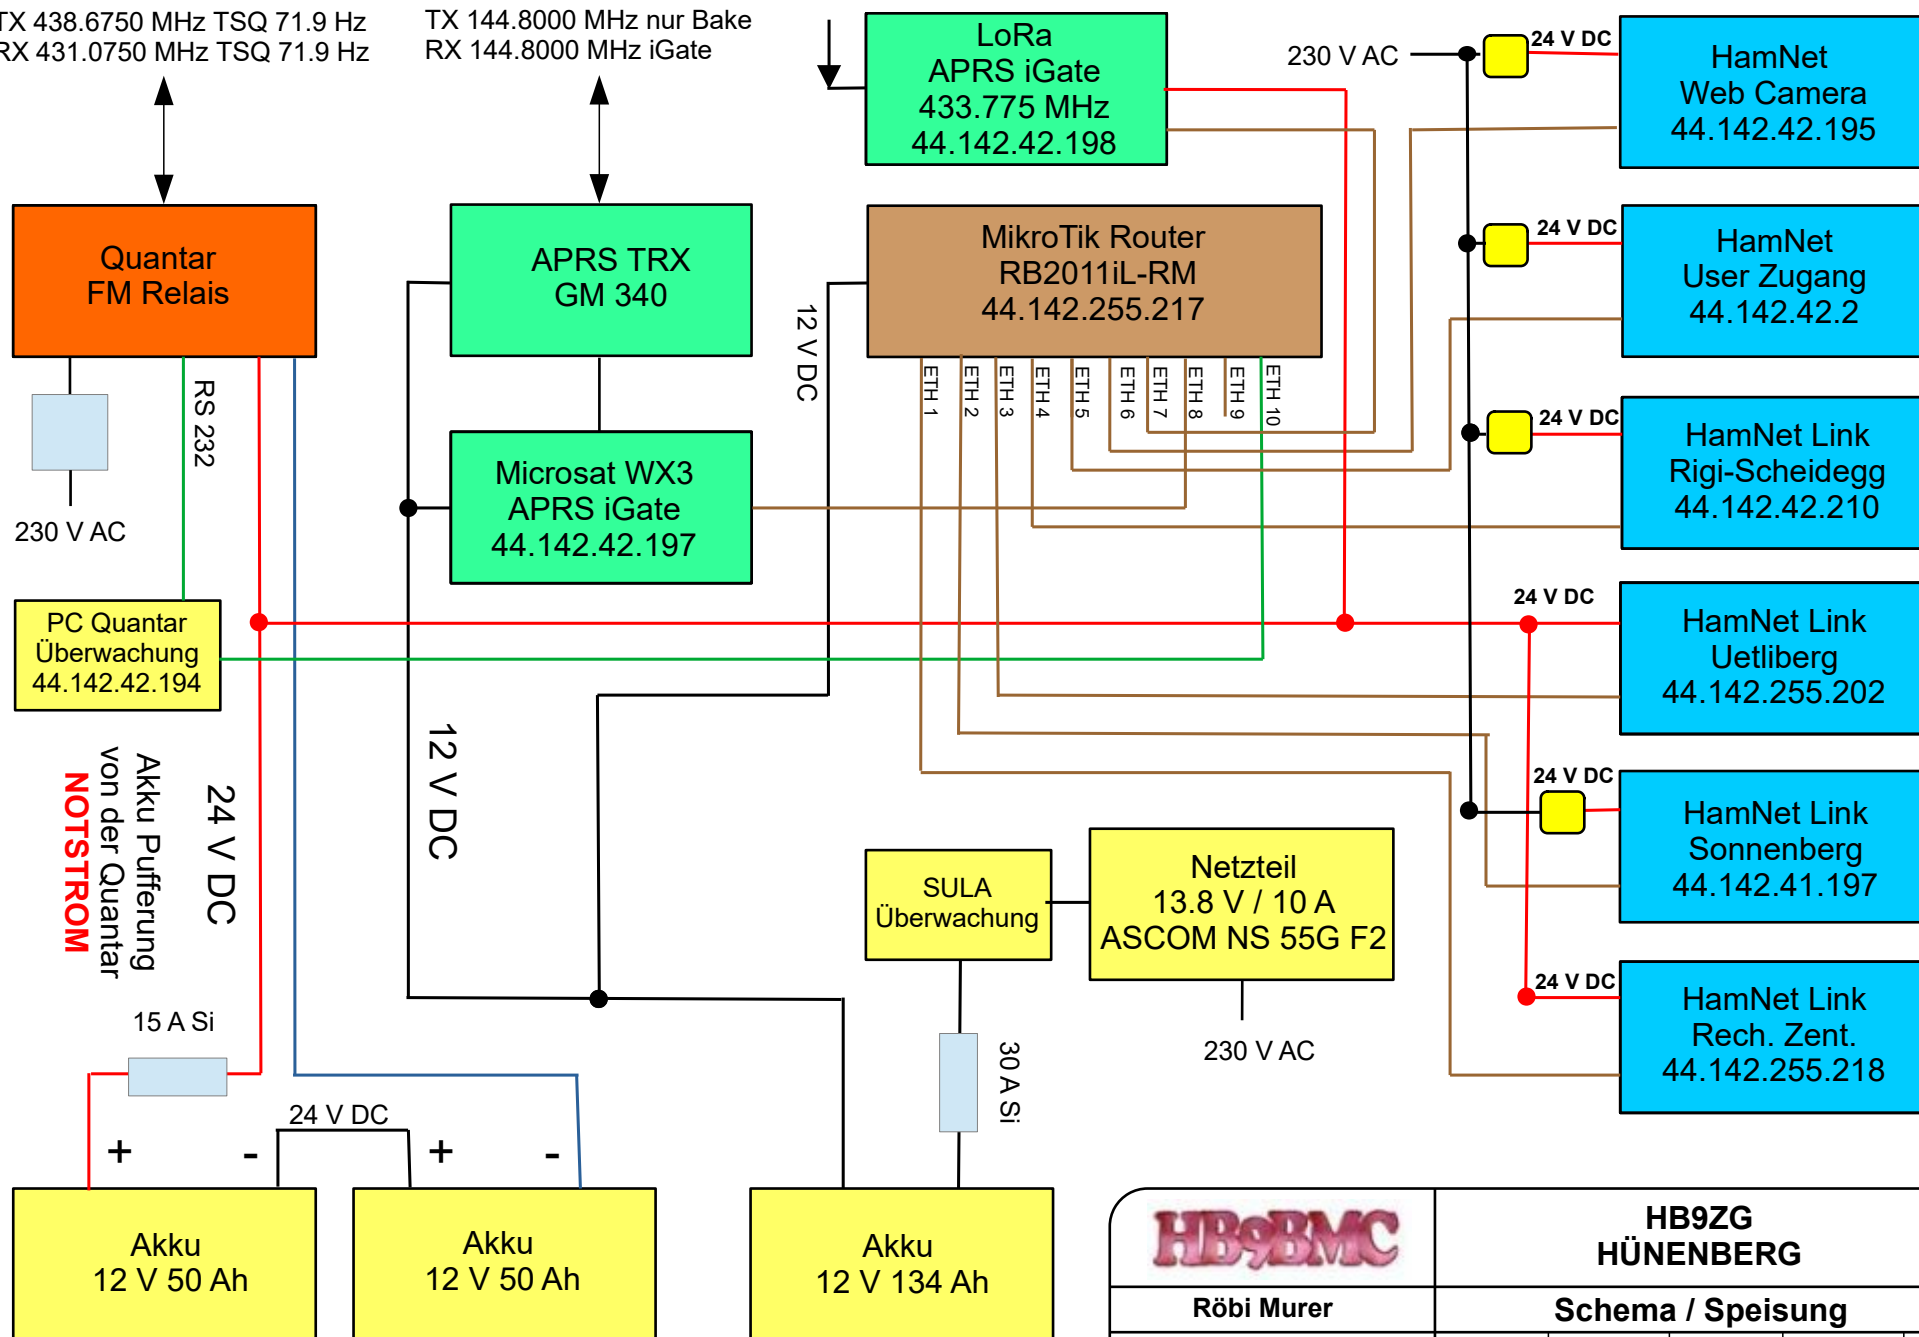 TX 438.6750 MHz TSQ 71.9 Hz
RX 431.0750 MHz TSQ 71.9 Hz
TX 144.8000 MHz nur Bake
RX 144.8000 MHz iGate
LoRa
APRS iGate
433.775 MHz
44.142.42.198
230 V AC
24 V DC
HamNet
Web Camera
44.142.42.195
Quantar
FM Relais
APRS TRX
GM 340
MikroTik Router
RB2011iL-RM
44.142.255.217
24 V DC
HamNet
User Zugang
44.142.42.2
12 V DC
ETH 1
ETH 2
ETH 3
ETH 4
ETH 5
ETH 6
ETH 7
ETH 8
ETH 9
ETH 10
RS 232
230 V AC
Microsat WX3
APRS iGate
44.142.42.197
24 V DC
HamNet Link
Rigi-Scheidegg
44.142.42.210
PC Quantar
Überwachung
44.142.42.194
24 V DC
HamNet Link
Uetliberg
44.142.255.202
Akku Pufferung
von der Quantar
NOTSTROM
24 V DC
12 V DC
24 V DC
HamNet Link
Sonnenberg
44.142.41.197
SULA
Überwachung
Netzteil
13.8 V / 10 A
ASCOM NS 55G F2
230 V AC
24 V DC
HamNet Link
Rech. Zent.
44.142.255.218
15 A Si
30 A Si
24 V DC
+
-
+
-
Akku
12 V 50 Ah
Akku
12 V 50 Ah
Akku
12 V 134 Ah
HB9BMC
HB9ZG
HÜNENBERG
Röbi Murer
Schema / Speisung